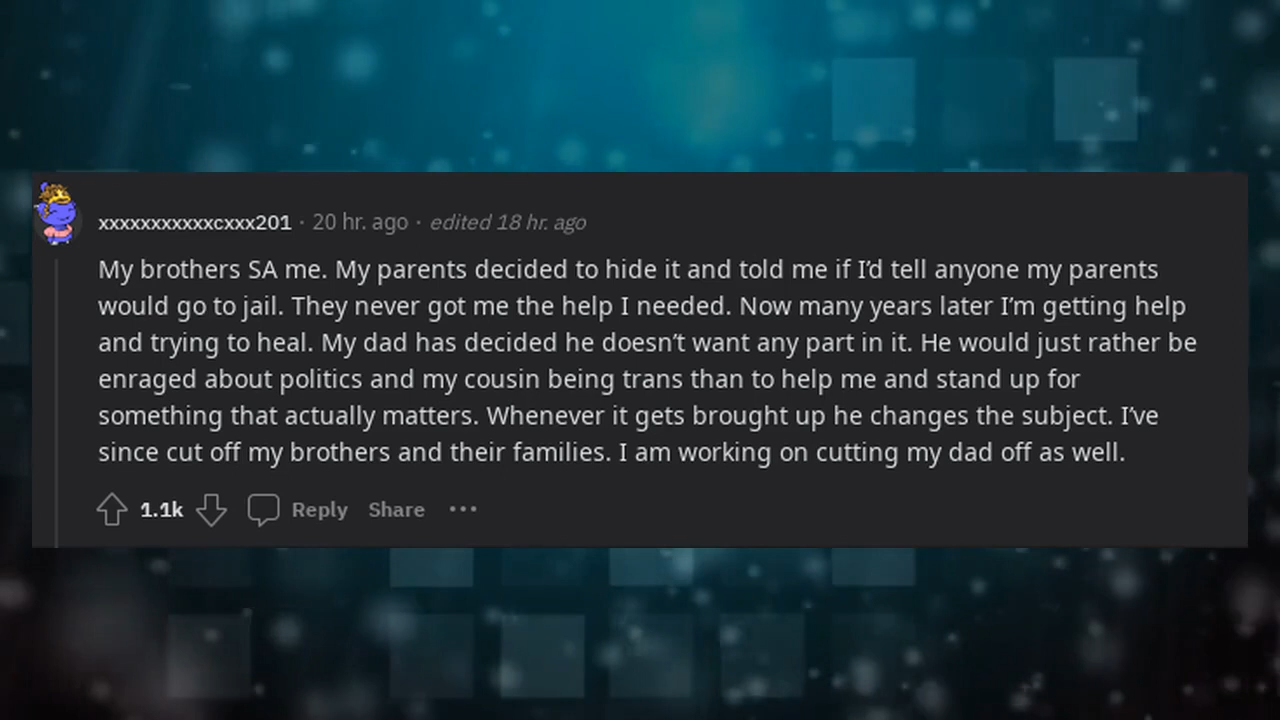 xxxxxxxxxxxcxxx201 · 20 hr. ago · edited 18 hr. ago
My brothers SA me. My parents decided to hide it and told me if I'd tell anyone my parents
would go to jail. They never got me the help I needed. Now many years later I'm getting help
and trying to heal. My dad has decided he doesn't want any part in it. He would just rather be
enraged about politics and my cousin being trans than to help me and stand up for
something that actually matters. Whenever it gets brought up he changes the subject. I've
since cut off my brothers and their families. I am working on cutting my dad off as well.
1.1k Reply Share ···